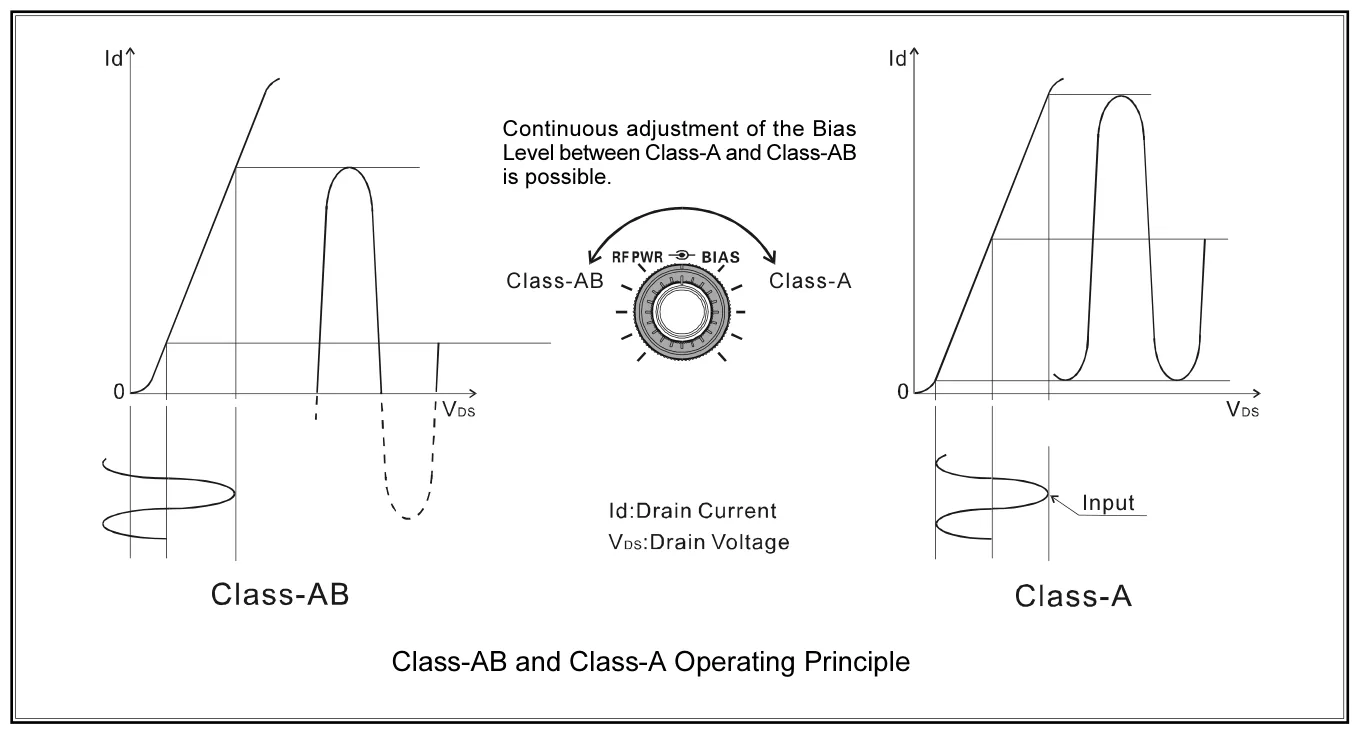 Id
0
VDS
Class-AB
Continuous adjustment of the Bias
Level between Class-A and Class-AB
is possible.
RF PWR
BIAS
Class-AB
Class-A
Id:Drain Current
VDS:Drain Voltage
Id
0
VDS
Input
Class-A
Class-AB and Class-A Operating Principle